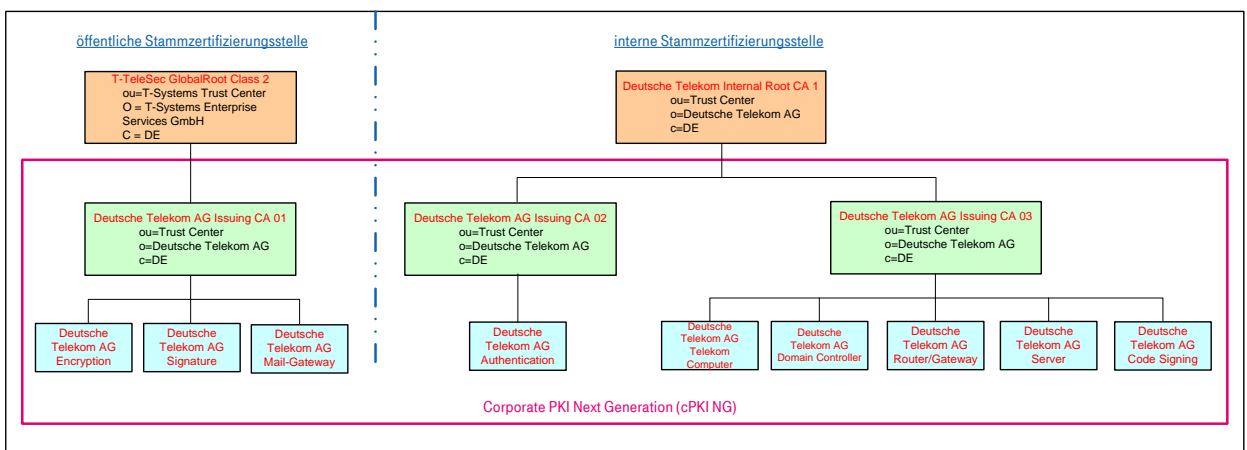 öffentliche Stammzertifizierungsstelle
interne Stammzertifizierungsstelle
T-TeleSec GlobalRoot Class 2
ou=T-Systems Trust Center
O = T-Systems Enterprise
Services GmbH
C = DE
Deutsche Telekom Internal Root CA 1
ou=Trust Center
o=Deutsche Telekom AG
c=DE
Deutsche Telekom AG Issuing CA 01
ou=Trust Center
o=Deutsche Telekom AG
c=DE
Deutsche Telekom AG Issuing CA 02
ou=Trust Center
o=Deutsche Telekom AG
c=DE
Deutsche Telekom AG Issuing CA 03
ou=Trust Center
o=Deutsche Telekom AG
c=DE
Deutsche
Telekom AG
Encryption
Deutsche
Telekom AG
Signature
Deutsche
Telekom AG
Mail-Gateway
Deutsche
Telekom AG
Authentication
Deutsche
Telekom AG
Telekom
Computer
Deutsche
Telekom AG
Domain Controller
Deutsche
Telekom AG
Router/Gateway
Deutsche
Telekom AG
Server
Deutsche
Telekom AG
Code Signing
Corporate PKI Next Generation (cPKI NG)